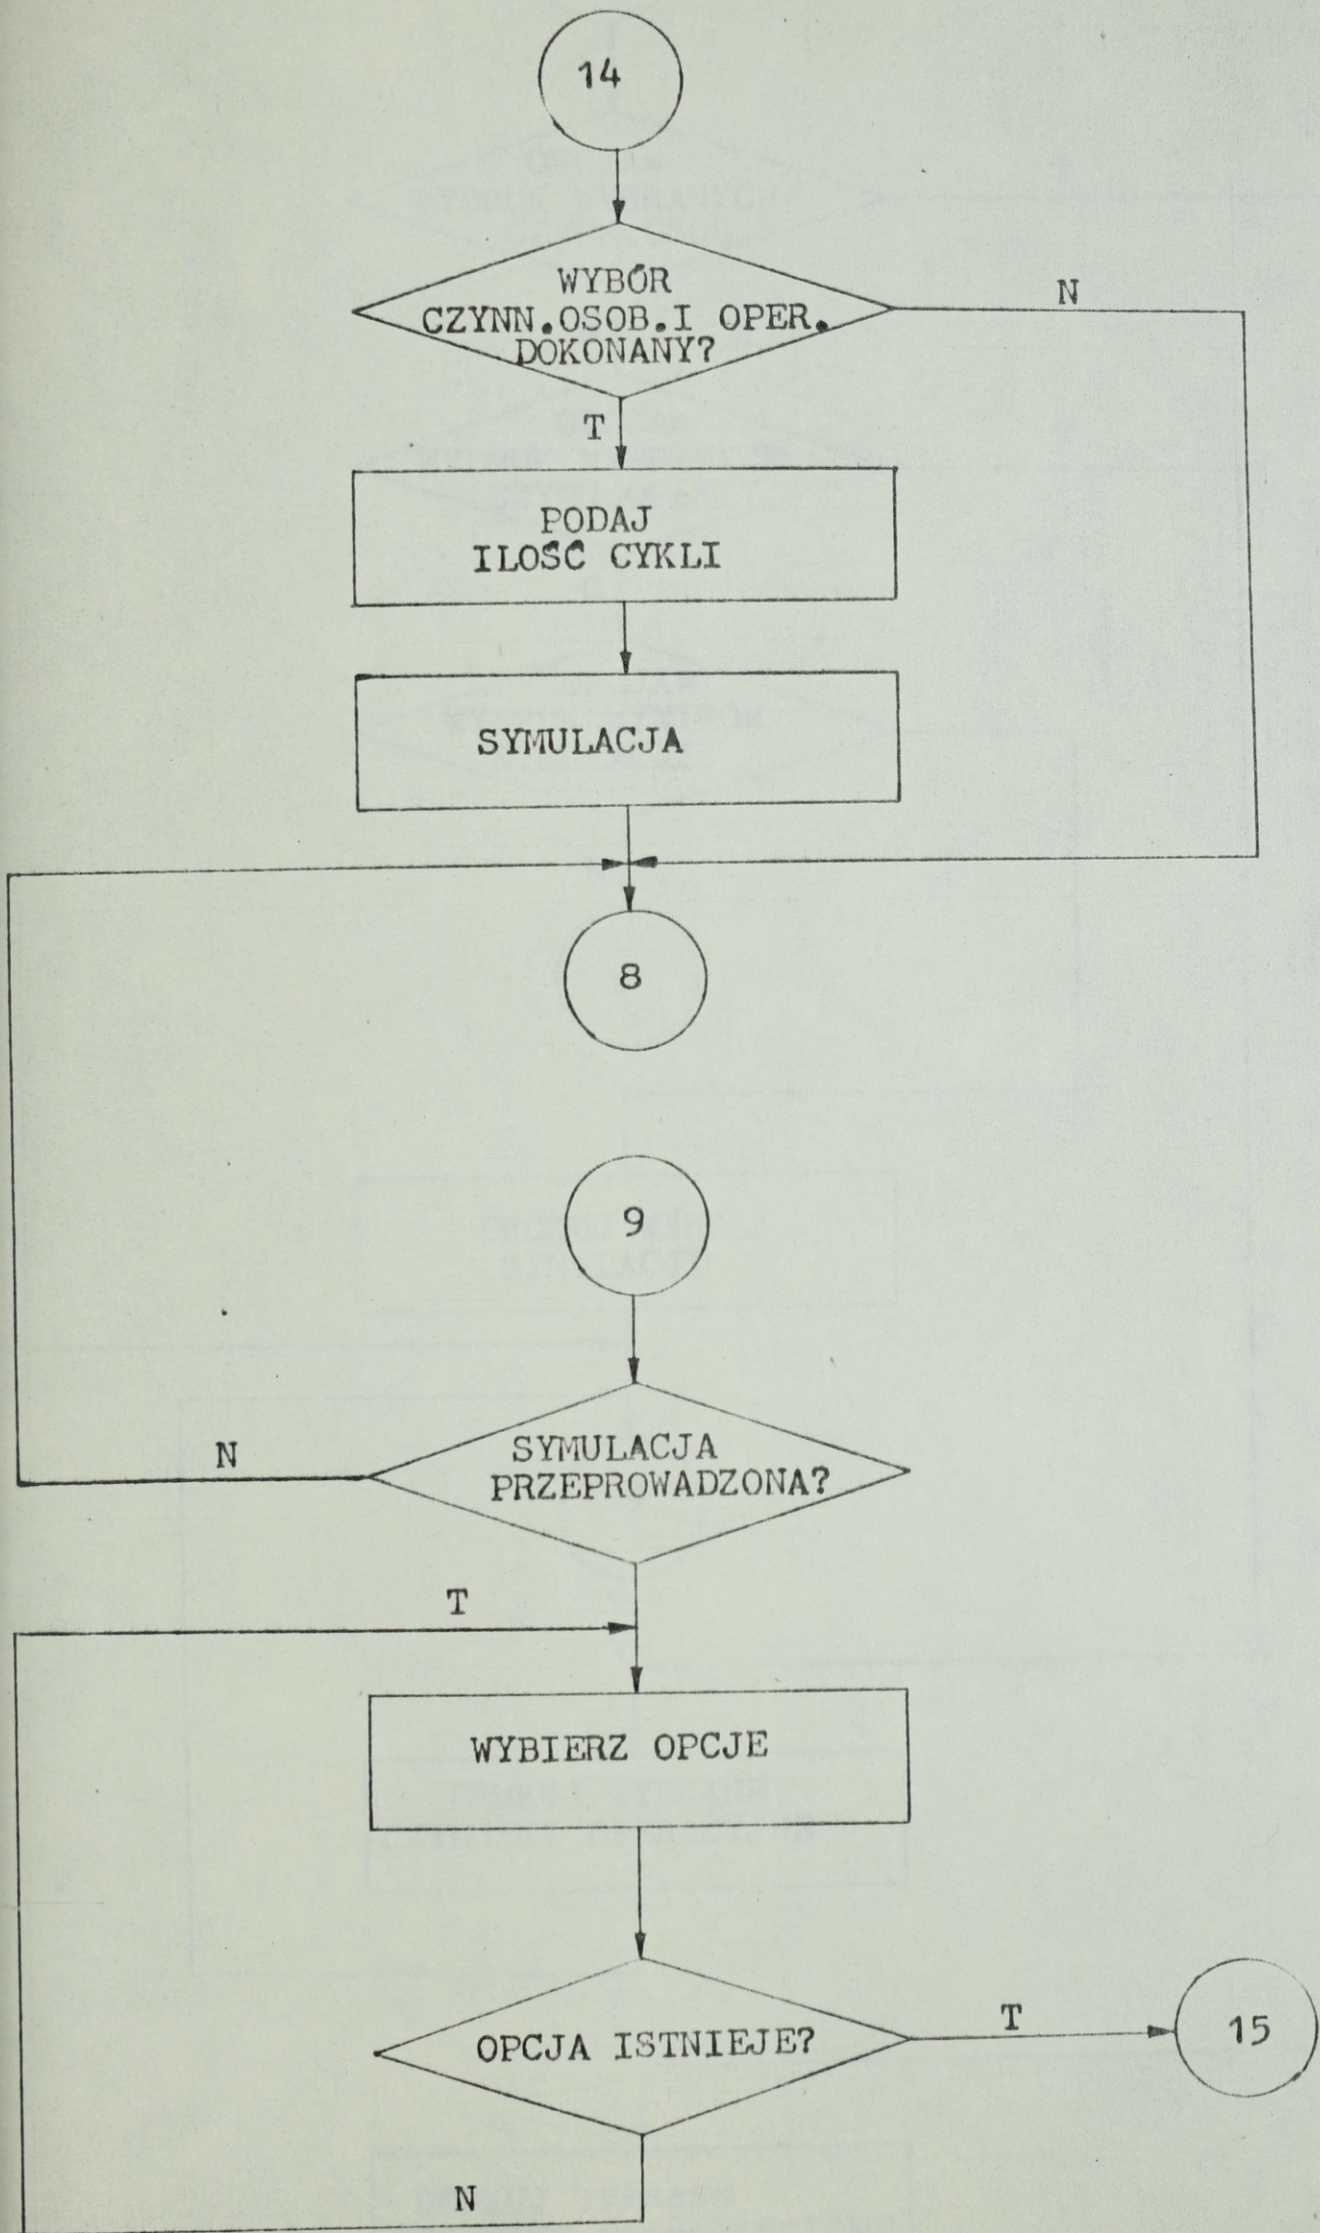 14
WYBÓR
CZYNN.OSOB.I OPER.
DOKONANY?
N
T
PODAJ
ILOŚĆ CYKLI
SYMULACJA
8
9
SYMULACJA
PRZEPROWADZONA?
N
T
WYBIERZ OPCJE
OPCJA ISTNIEJE?
T
15
N